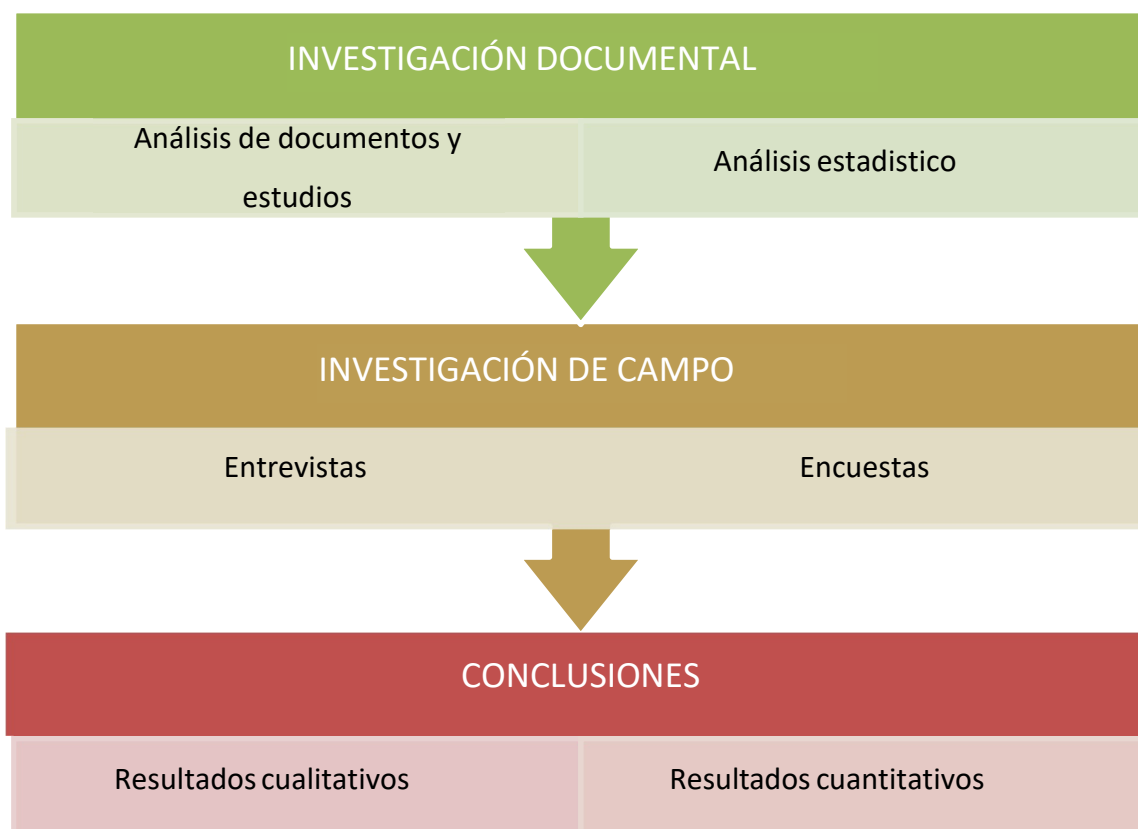 INVESTIGACIÓN DOCUMENTAL
Análisis de documentos y
estudios
Análisis estadistico
INVESTIGACIÓN DE CAMPO
Entrevistas
Encuestas
CONCLUSIONES
Resultados cualitativos
Resultados cuantitativos